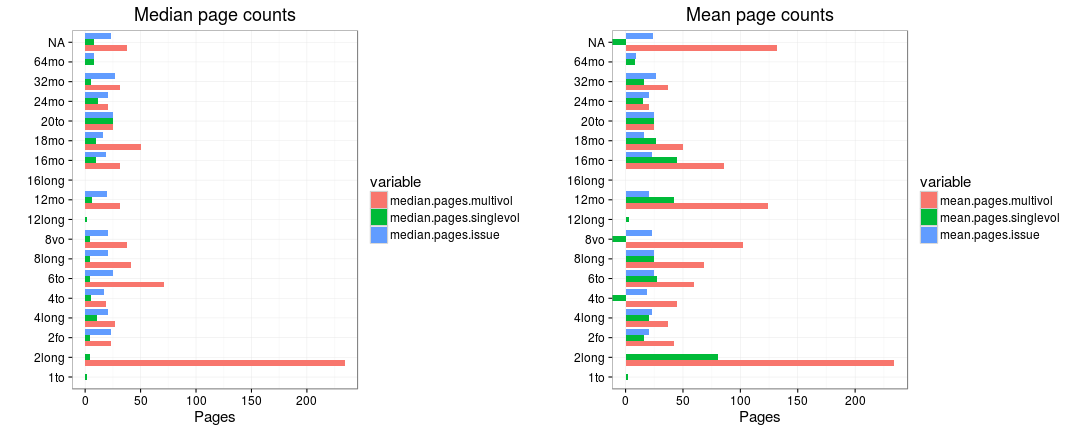 Median page counts
NA
64mo
32mo
24mo
20to
18mo
16mo
16long
12mo
12long
8vo
8long
6to
4to
4long
2fo
2long
1to
0 50 100 150 200
Pages
variable
median.pages.multivol
median.pages.singlevol
median.pages.issue
Mean page counts
NA
64mo
32mo
24mo
20to
18mo
16mo
16long
12mo
12long
8vo
8long
6to
4to
4long
2fo
2long
1to
0 50 100 150 200
Pages
variable
mean.pages.multivol
mean.pages.singlevol
mean.pages.issue